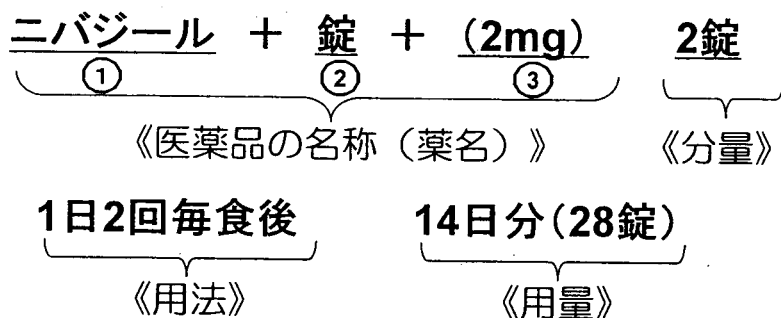 ニバジール + 錠 + (2mg) 2錠
① ② ③
《医薬品の名称（薬名）》 《分量》
1日2回毎食後 14日分(28錠)
《用法》 《用量》